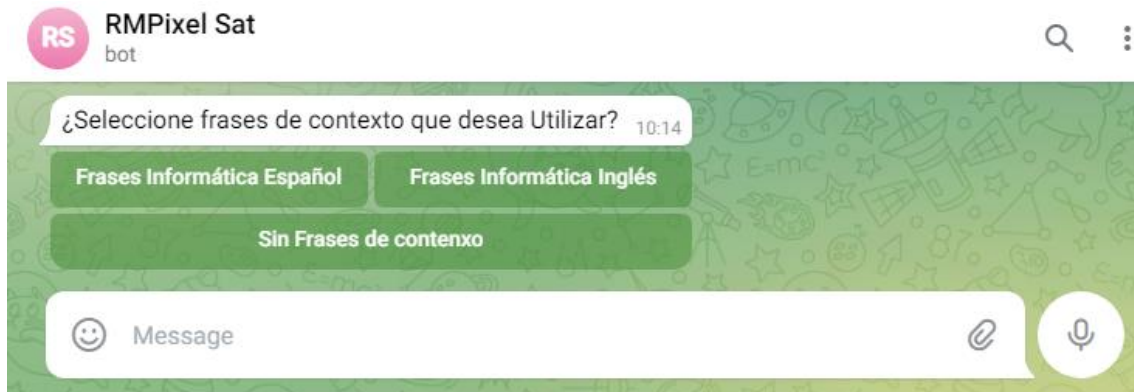 RS
RMPixel Sat
bot
¿Seleccione frases de contexto que desea Utilizar? 10:14
Frases Informática Español
Frases Informática Inglés
Sin Frases de contenxo
Message